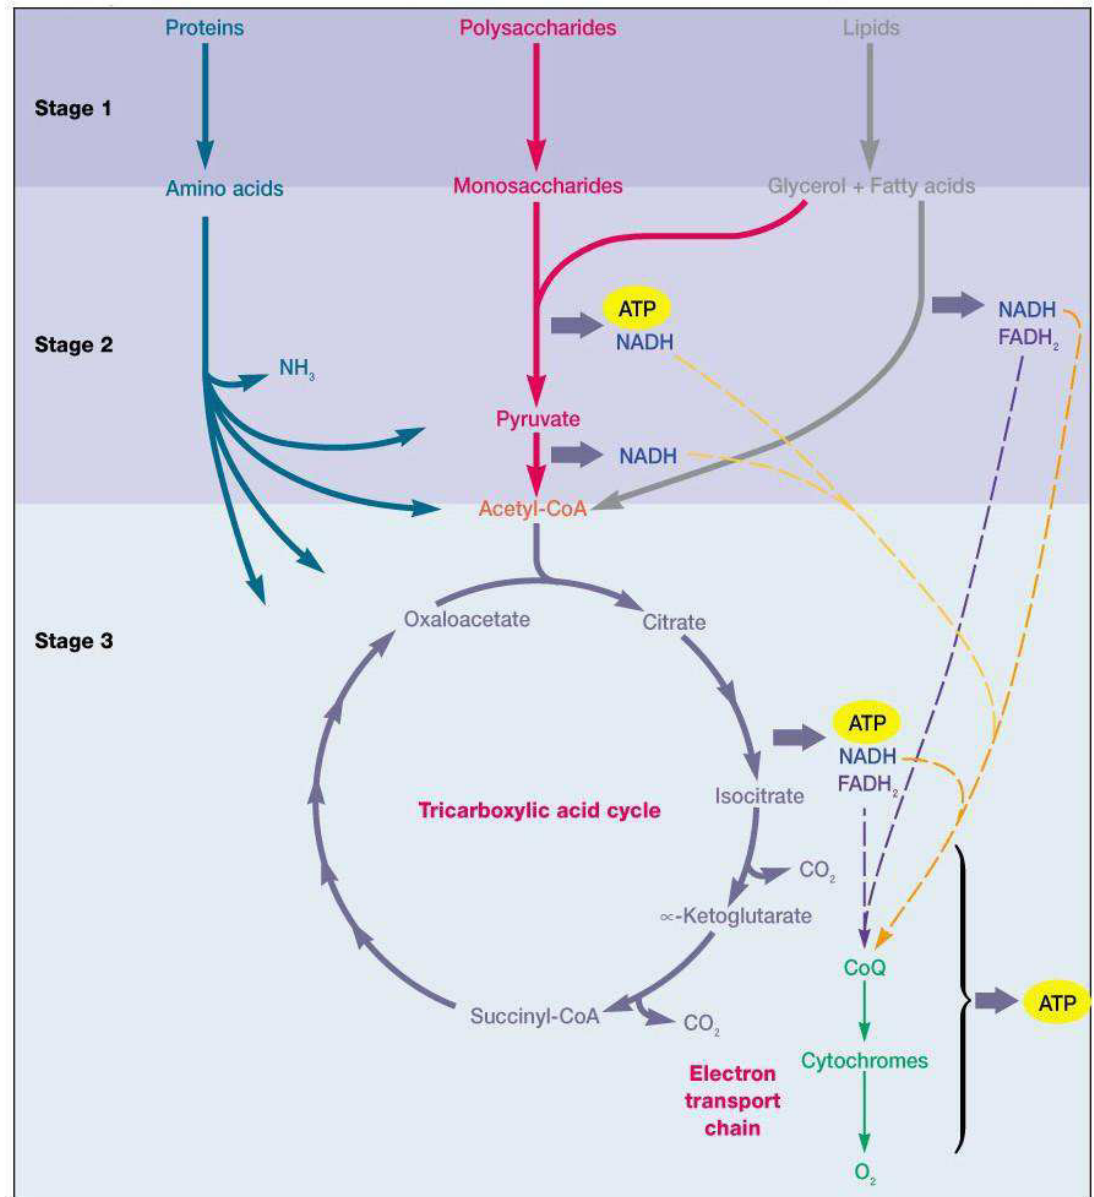 Proteins
Polysaccharides
Lipids
Stage 1
Amino acids
Monosaccharides
Glycerol + Fatty acids
ATP
NADH
NADH
FADH₂
Stage 2
NH₃
Pyruvate
NADH
Acetyl-CoA
Oxaloacetate
Citrate
Stage 3
ATP
NADH
FADH₂
Isocitrate
Tricarboxylic acid cycle
CO₂
∝-Ketoglutarate
CoQ
Succinyl-CoA
CO₂
ATP
Cytochromes
Electron
transport
chain
O₂